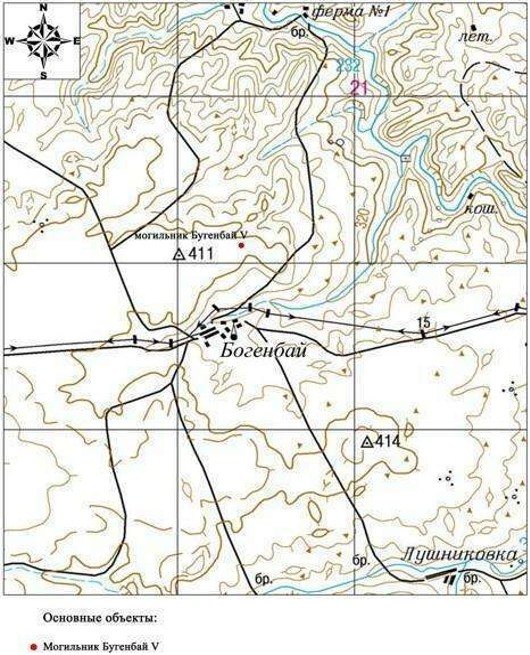 N
W E
S
ферма №1
бр.
лет.
232
21
кош.
320
могильник Бугенбай V
411
15
Богенбай
414
Лушниковка
бр.
бр.
бр.
Основные объекты:
Могильник Бугенбай V